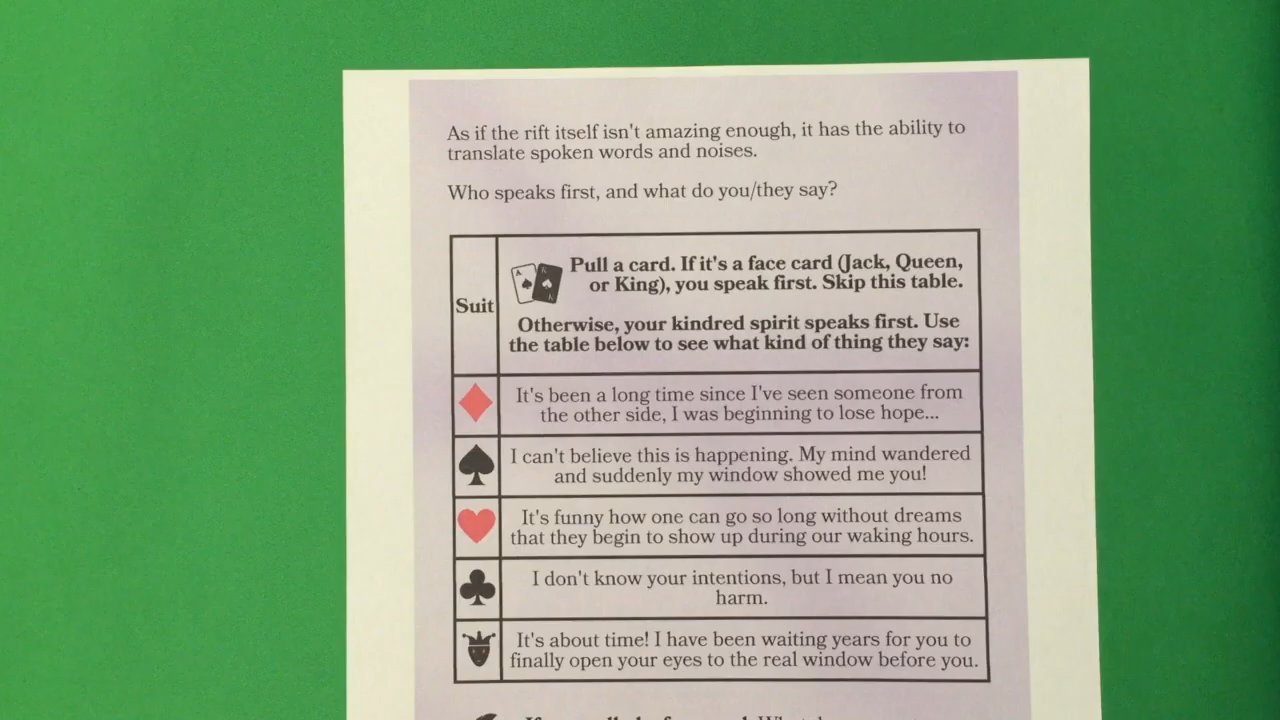 As if the rift itself isn't amazing enough, it has the ability to
translate spoken words and noises.
Who speaks first, and what do you/they say?
Suit
Pull a card. If it's a face card (Jack, Queen,
or King), you speak first. Skip this table.
Otherwise, your kindred spirit speaks first. Use
the table below to see what kind of thing they say:
It's been a long time since I've seen someone from
the other side, I was beginning to lose hope...
I can't believe this is happening. My mind wandered
and suddenly my window showed me you!
It's funny how one can go so long without dreams
that they begin to show up during our waking hours.
I don't know your intentions, but I mean you no
harm.
It's about time! I have been waiting years for you to
finally open your eyes to the real window before you.